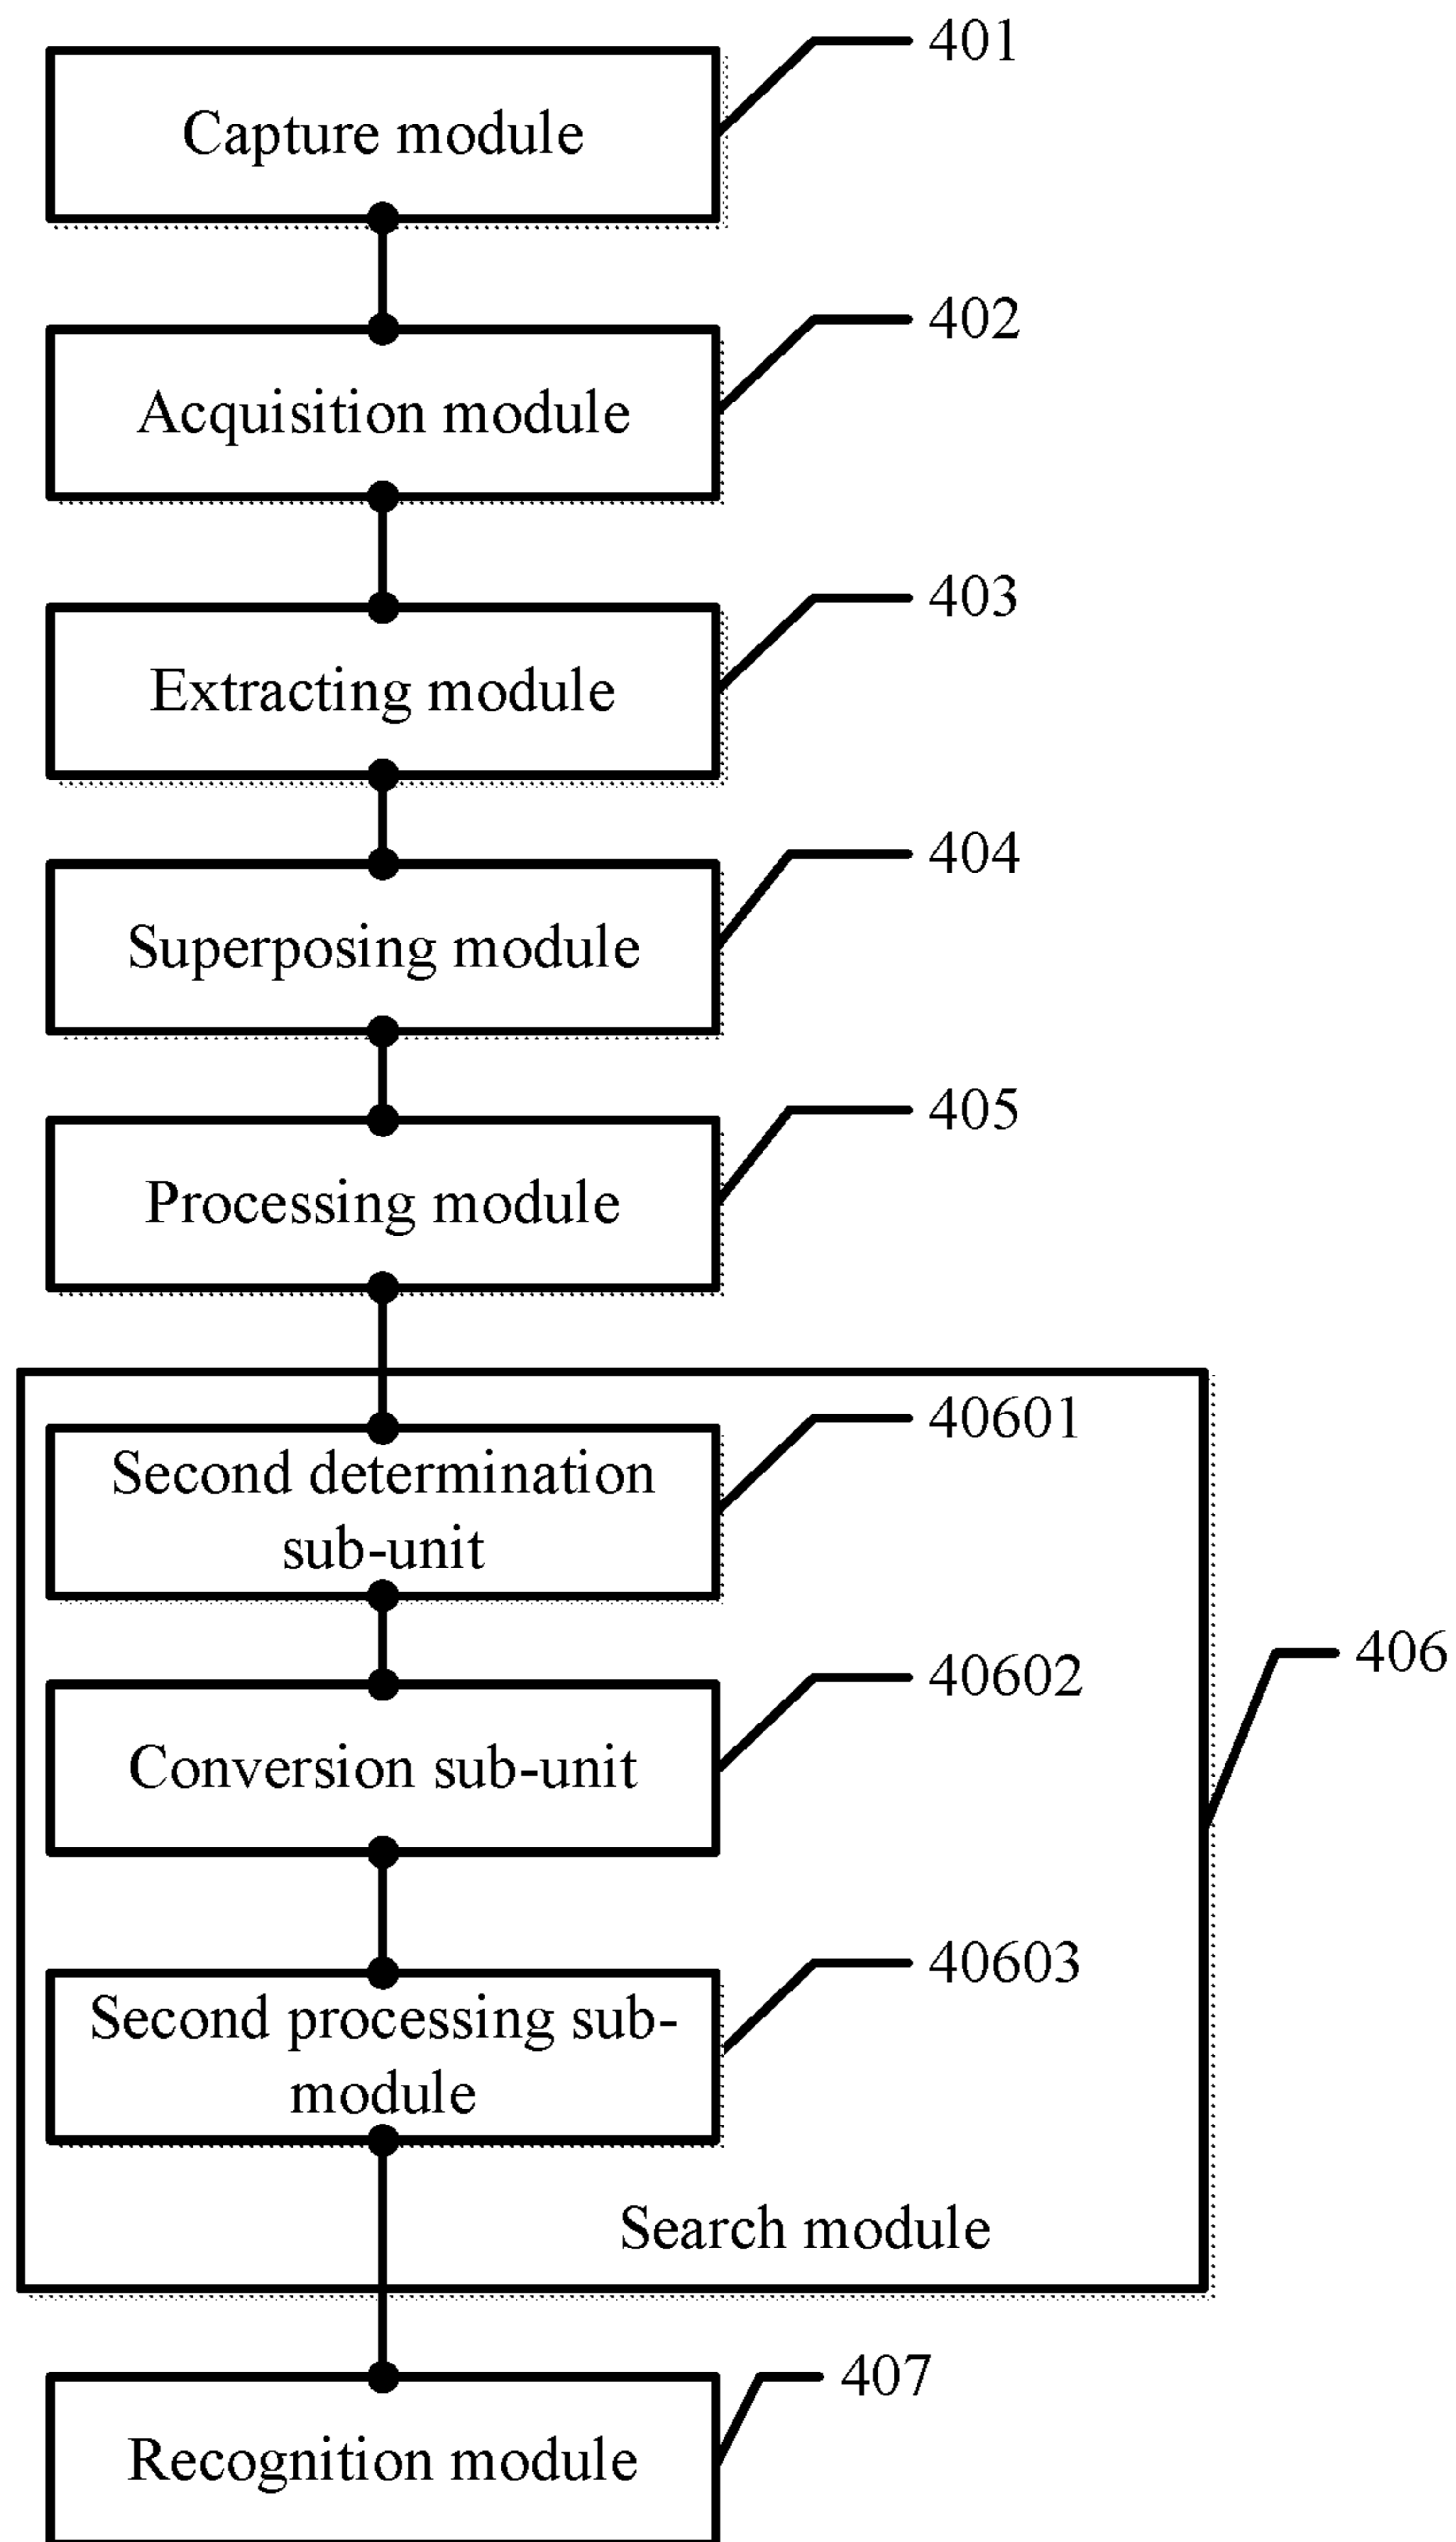 401
Capture module
402
Acquisition module
403
Extracting module
404
Superposing module
405
Processing module
40601
Second determination
sub-unit
406
40602
Conversion sub-unit
40603
Second processing sub-
module
Search module
407
Recognition module